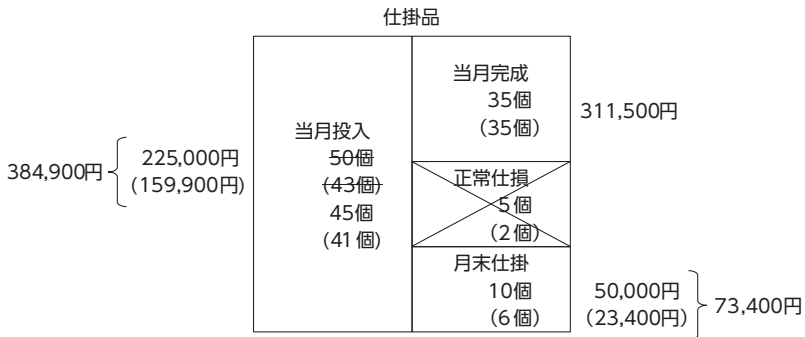 仕掛品
384,900円
225,000円
(159,900円)
当月投入
50個
(43個)
45個
(41個)
当月完成
35個
(35個)
311,500円
正常仕損
5個
(2個)
月末仕掛
10個
(6個)
50,000円
(23,400円)
73,400円